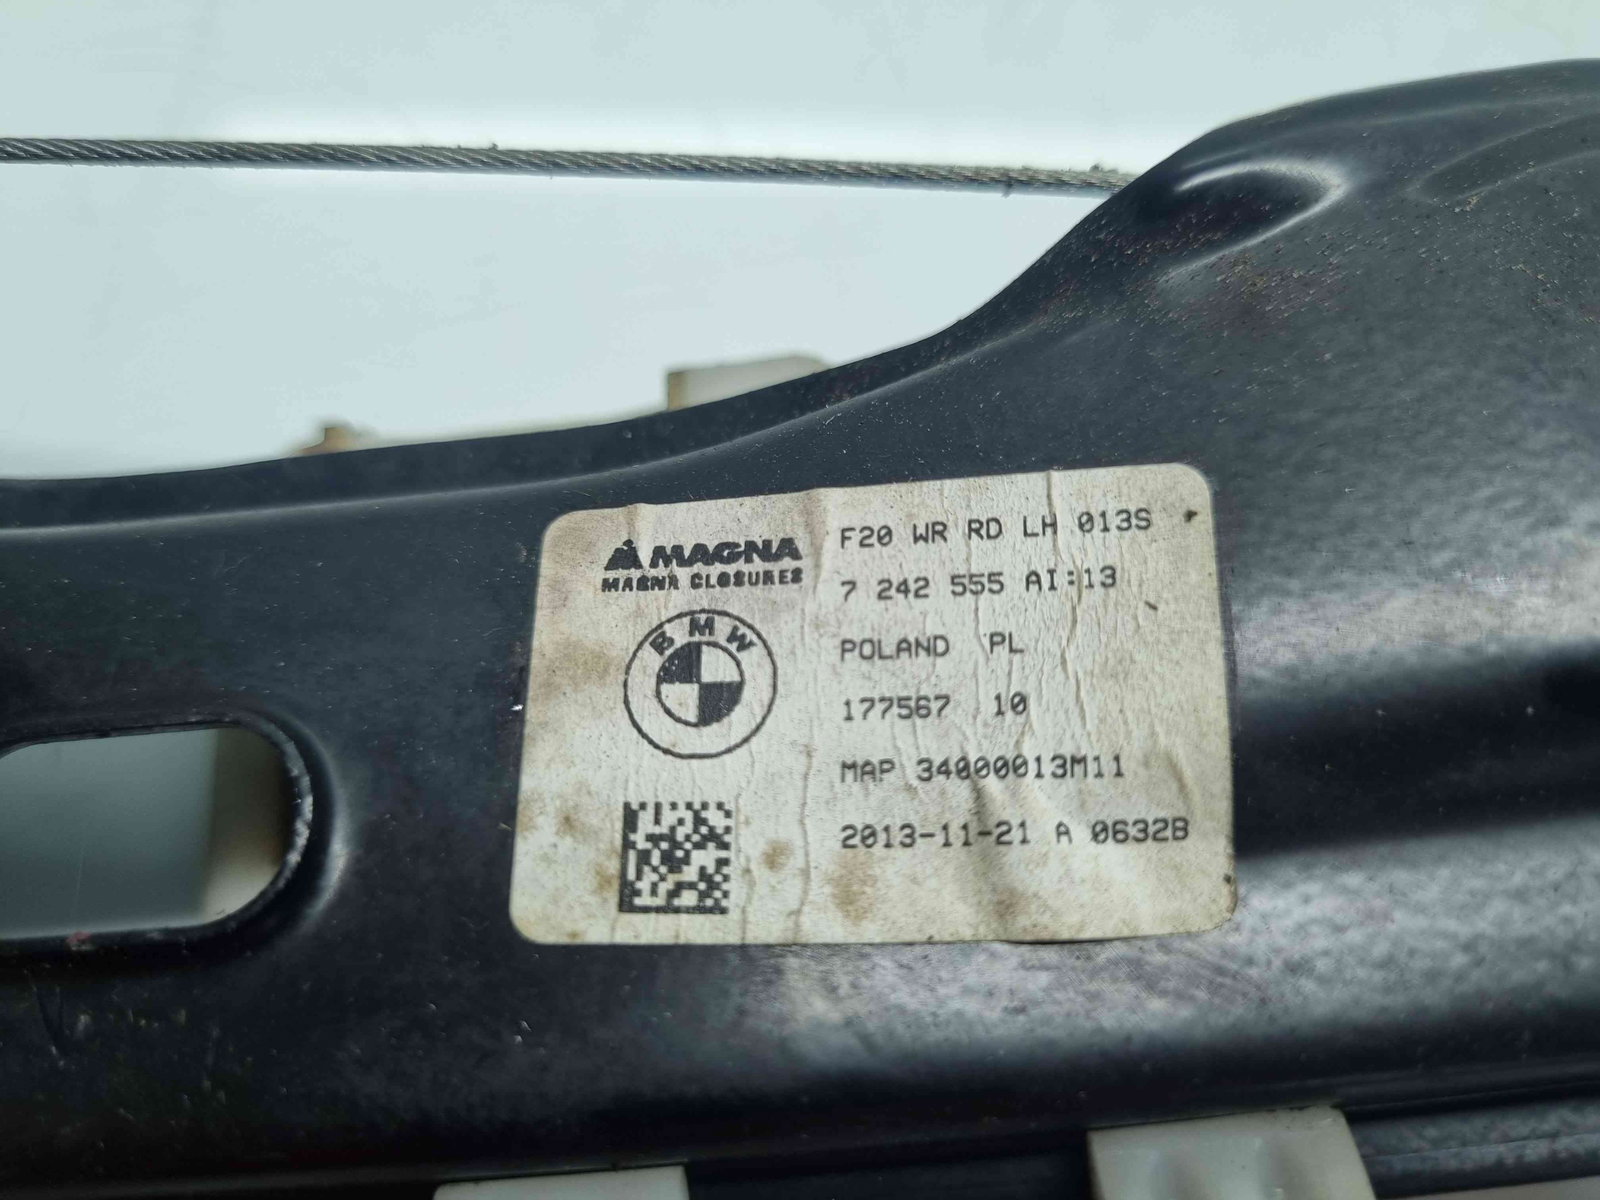 MAGNA
MAGNA CLOSURES
BMW
F20 WR RD LH 013S
7 242 555 AI:13
POLAND PL
177567 10
MAP 34000013M11
2013-11-21 A 0632B